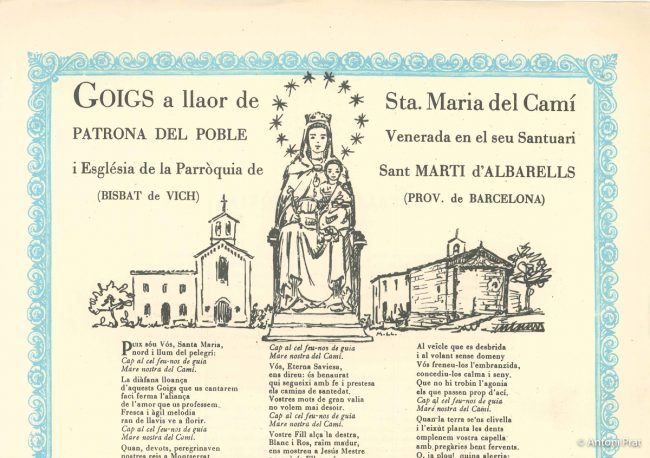 GOIGS a llaor de Sta. Maria del Camí
PATRONA DEL POBLE Venerada en el seu Santuari
i Església de la Parròquia de Sant MARTI d'ALBARELLS
(BISBAT de VICH) (PROV. de BARCELONA)
Puix sóu Vós, Santa Maria,
nord i llum del pelegrí:
Cap al cel feu-nos de guia
Mare nostra del Camí.
La diàfana lloança
d'aquests Goigs que us cantarem
faci ferma l'aliança
de l'amor que us professem.
Fresca i àgil melodia
ran de llavis ve a florir.
Cap al cel feu-nos de guia
Mare nostra del Camí.
Quan, devots, peregrinaven
nostres reis a Montserrat
Cap al cel feu-nos de guia
Mare nostra del Camí.
Vós, Eterna Saviesa,
ens direu: és benaurat
qui segueixi amb fe i prestesa
els camins de santedat.
Vostres mots de gran valia
no volem mai desoir.
Cap al cel feu-nos de guia
Mare nostra del Camí.
Vostre Fill alça la destra,
Blanc i Ros, raïm madur,
ens mostreu a Jesús Mestre
Al veïcle que es desbrida
i al volant sense domeny
Vós freneu-los l'embranzida,
concediu-los calma i seny.
Que no hi trobin l'agonia
els que passen prop d'ací.
Cap al cel feu-nos de guia
Mare nostra del Camí.
Quan la terra se'ns clivella
i l'eixut planta les dents
omplenem vostra capella
amb pregàries bent fervents.
M. LL.
© Antoni Prat